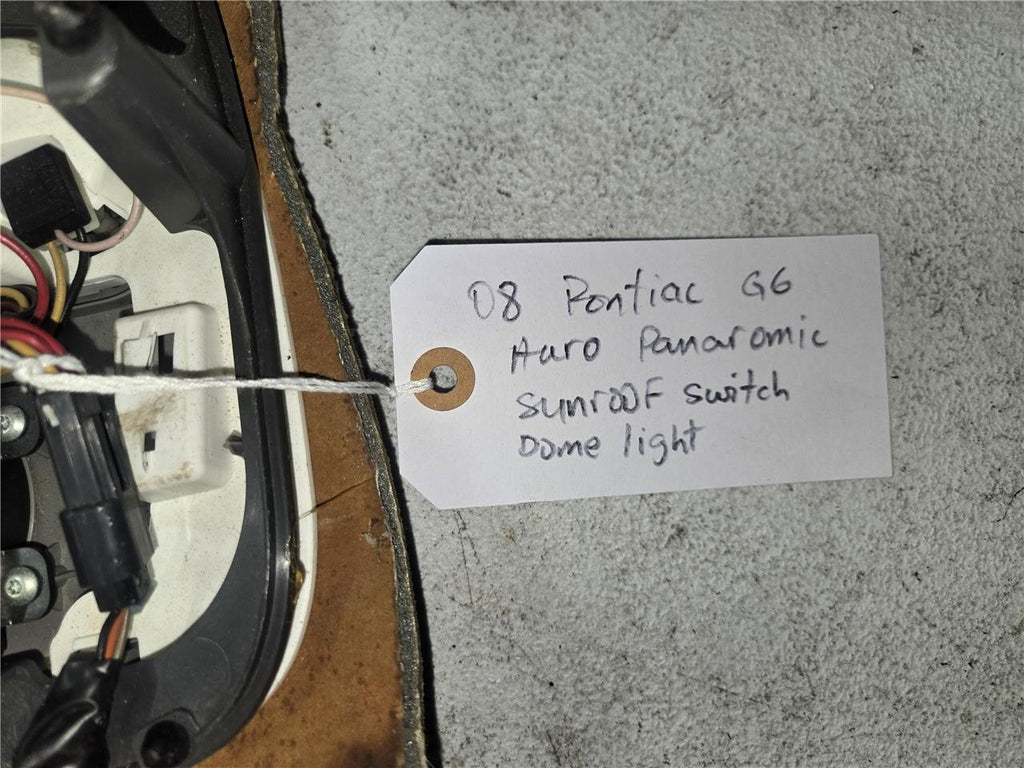 08 Pontiac G6
Auro Panaromic
sunroof switch
Dome light